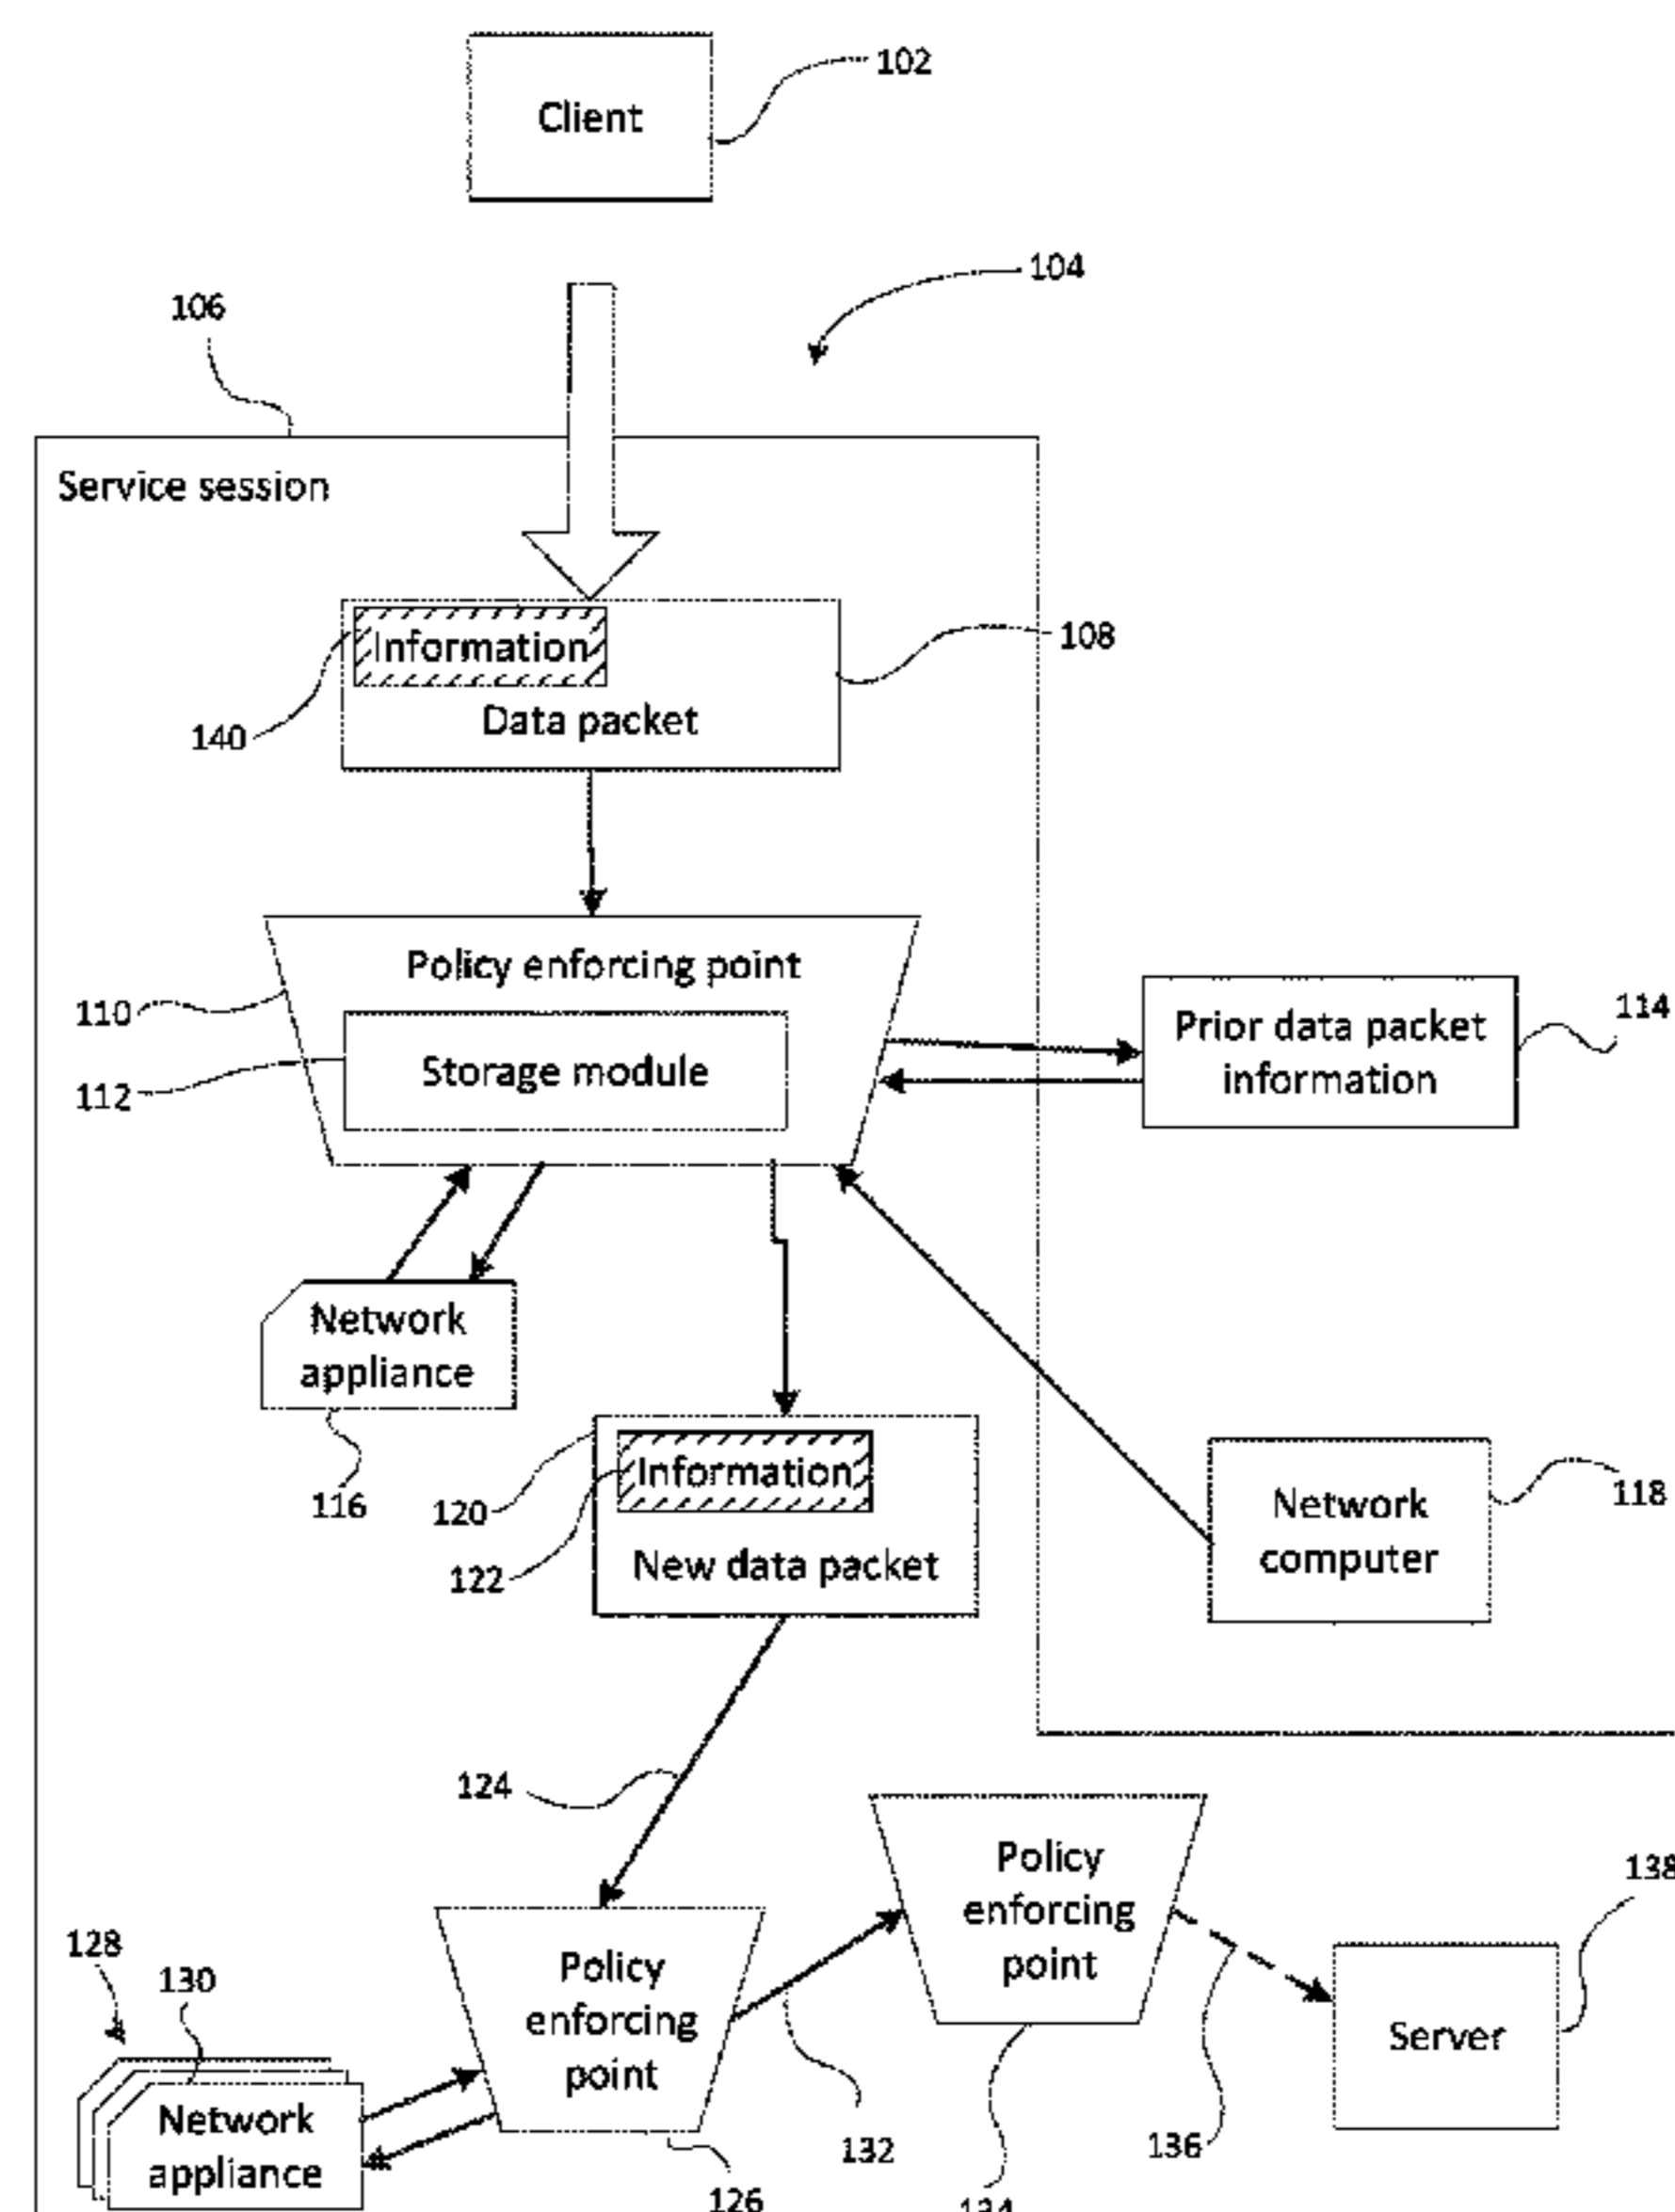 102
Client
104
106
Service session
Information
108
140
Data packet
Policy enforcing point
110
Storage module
112
Prior data packet
information
114
Network
appliance
116
Information
120
122
New data packet
Network
computer
118
124
Policy
enforcing
point
138
128
130
Policy
enforcing
point
Server
Network
appliance
132
136
126
134